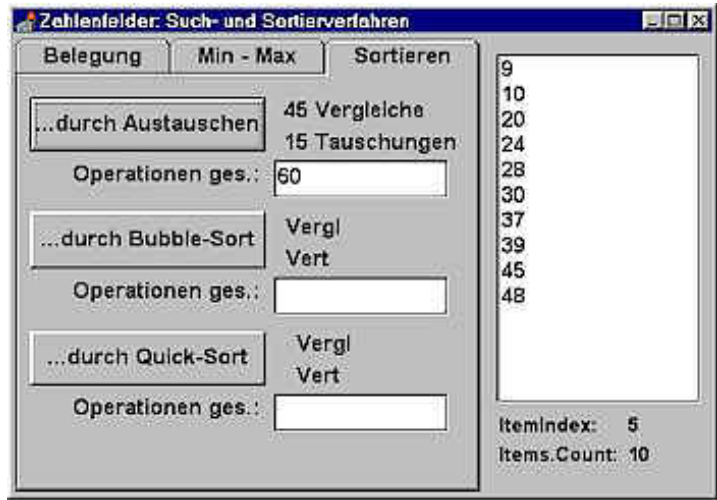 Zahlenfelder: Such- und Sortierverfahren
Belegung Min - Max Sortieren
...durch Austauschen
45 Vergleiche
15 Tauschungen
Operationen ges.: 60
...durch Bubble-Sort
Vergl
Vert
Operationen ges.:
...durch Quick-Sort
Vergl
Vert
Operationen ges.:
9
10
20
24
28
30
37
39
45
48
ItemIndex: 5
Items.Count: 10